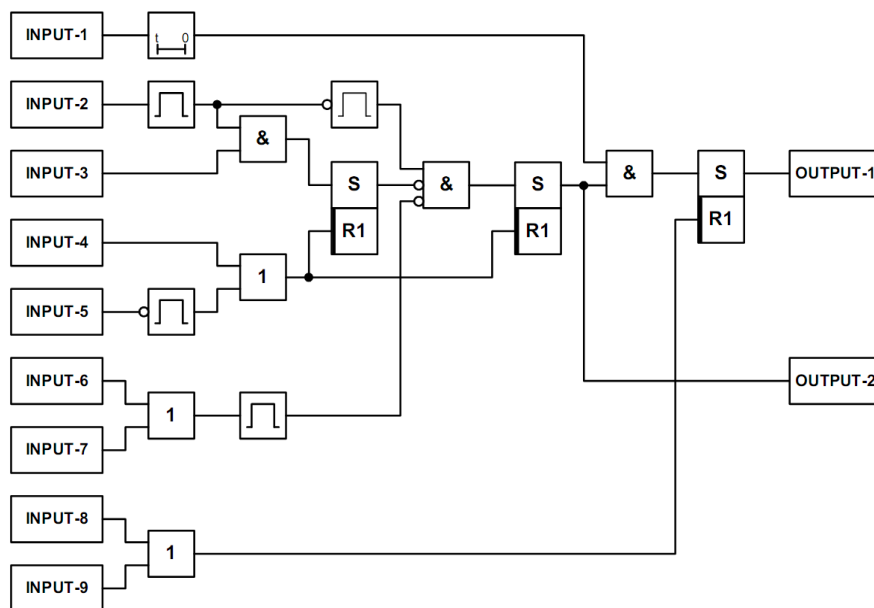 INPUT-1
t 0
INPUT-2
&
INPUT-3
S
&
S
&
S
OUTPUT-1
R1
R1
R1
INPUT-4
1
INPUT-5
INPUT-6
OUTPUT-2
1
INPUT-7
INPUT-8
1
INPUT-9